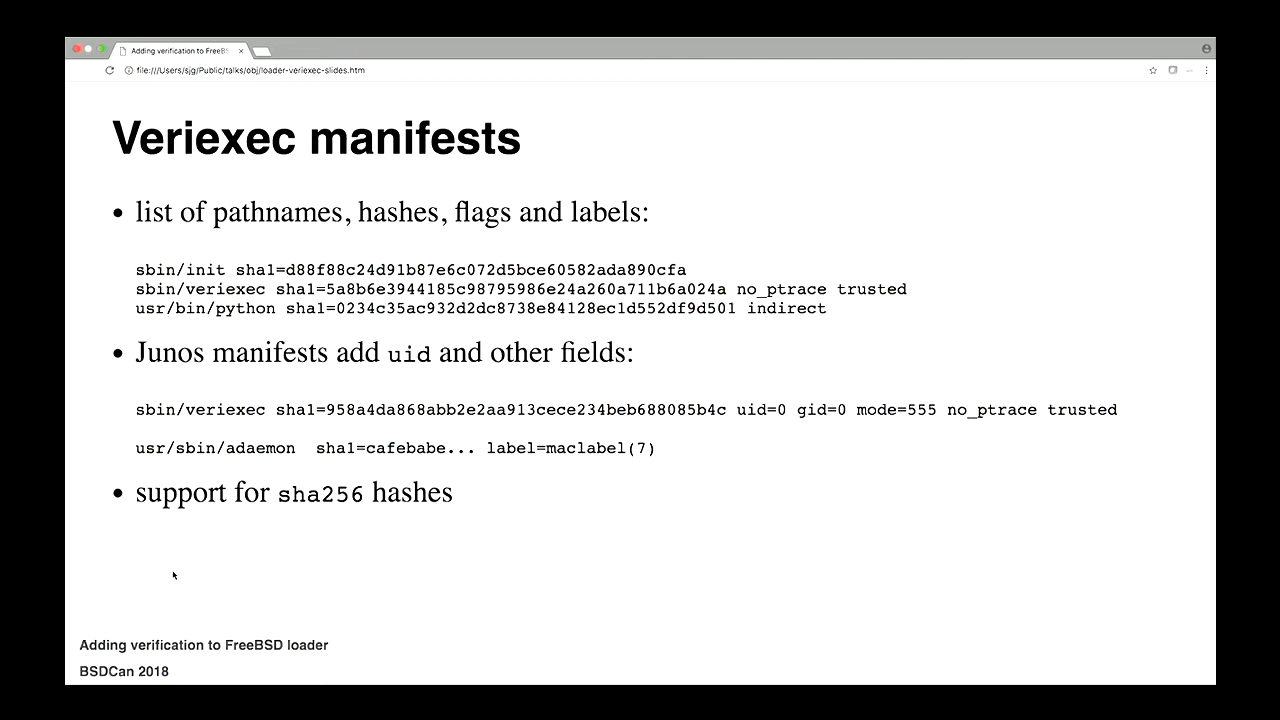 Adding verification to FreeBS
file:///Users/sjg/Public/talks/obj/loader-veriexec-slides.htm
Veriexec manifests
• list of pathnames, hashes, flags and labels:
sbin/init sha1=d88f88c24d91b87e6c072d5bce60582ada890cfa
sbin/veriexec sha1=5a8b6e3944185c98795986e24a260a711b6a024a no_ptrace trusted
usr/bin/python sha1=0234c35ac932d2dc8738e84128ec1d552df9d501 indirect
• Junos manifests add uid and other fields:
sbin/veriexec sha1=958a4da868abb2e2aa913cece234beb688085b4c uid=0 gid=0 mode=555 no_ptrace trusted
usr/sbin/adaemon  sha1=cafebabe... label=maclabel(7)
• support for sha256 hashes
Adding verification to FreeBSD loader
BSDCan 2018